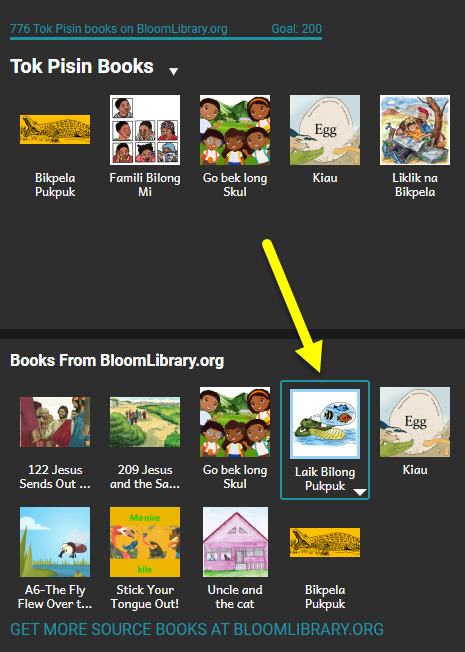 776 Tok Pisin books on BloomLibrary.org
Goal: 200
Tok Pisin Books
Egg
Bikpela
Pukpuk
Famili Bilong
Mi
Go bek long
Skul
Kiau
Liklik na
Bikpela
Books From BloomLibrary.org
Egg
122 Jesus
Sends Out ...
209 Jesus
and the Sa...
Go bek long
Skul
Laik Bilong
Pukpuk
Kiau
Manire
kile
A6-The Fly
Flew Over t...
Stick Your
Tongue Out!
Uncle and
the cat
Bikpela
Pukpuk
GET MORE SOURCE BOOKS AT BLOOMLIBRARY.ORG